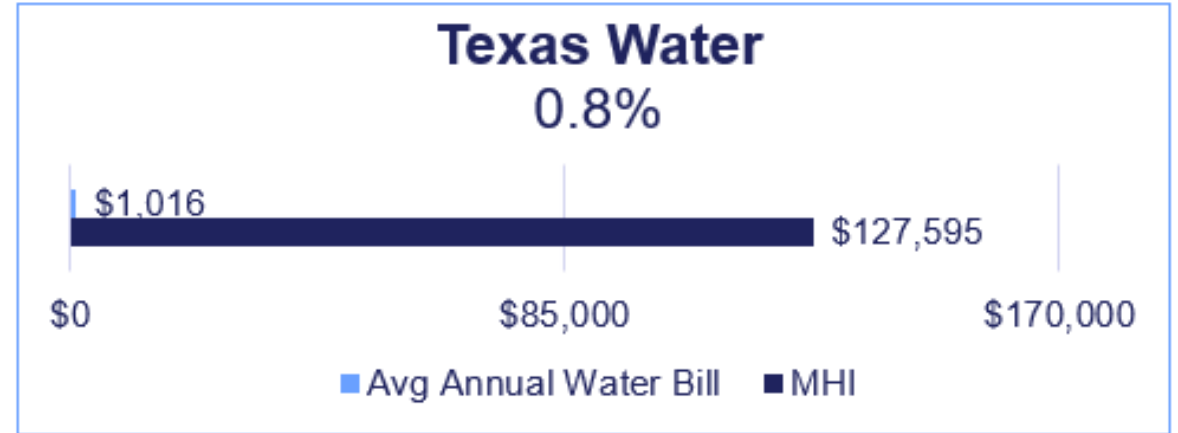 Texas Water
0.8%
$1,016
$127,595
$0 $85,000 $170,000
Avg Annual Water Bill MHI